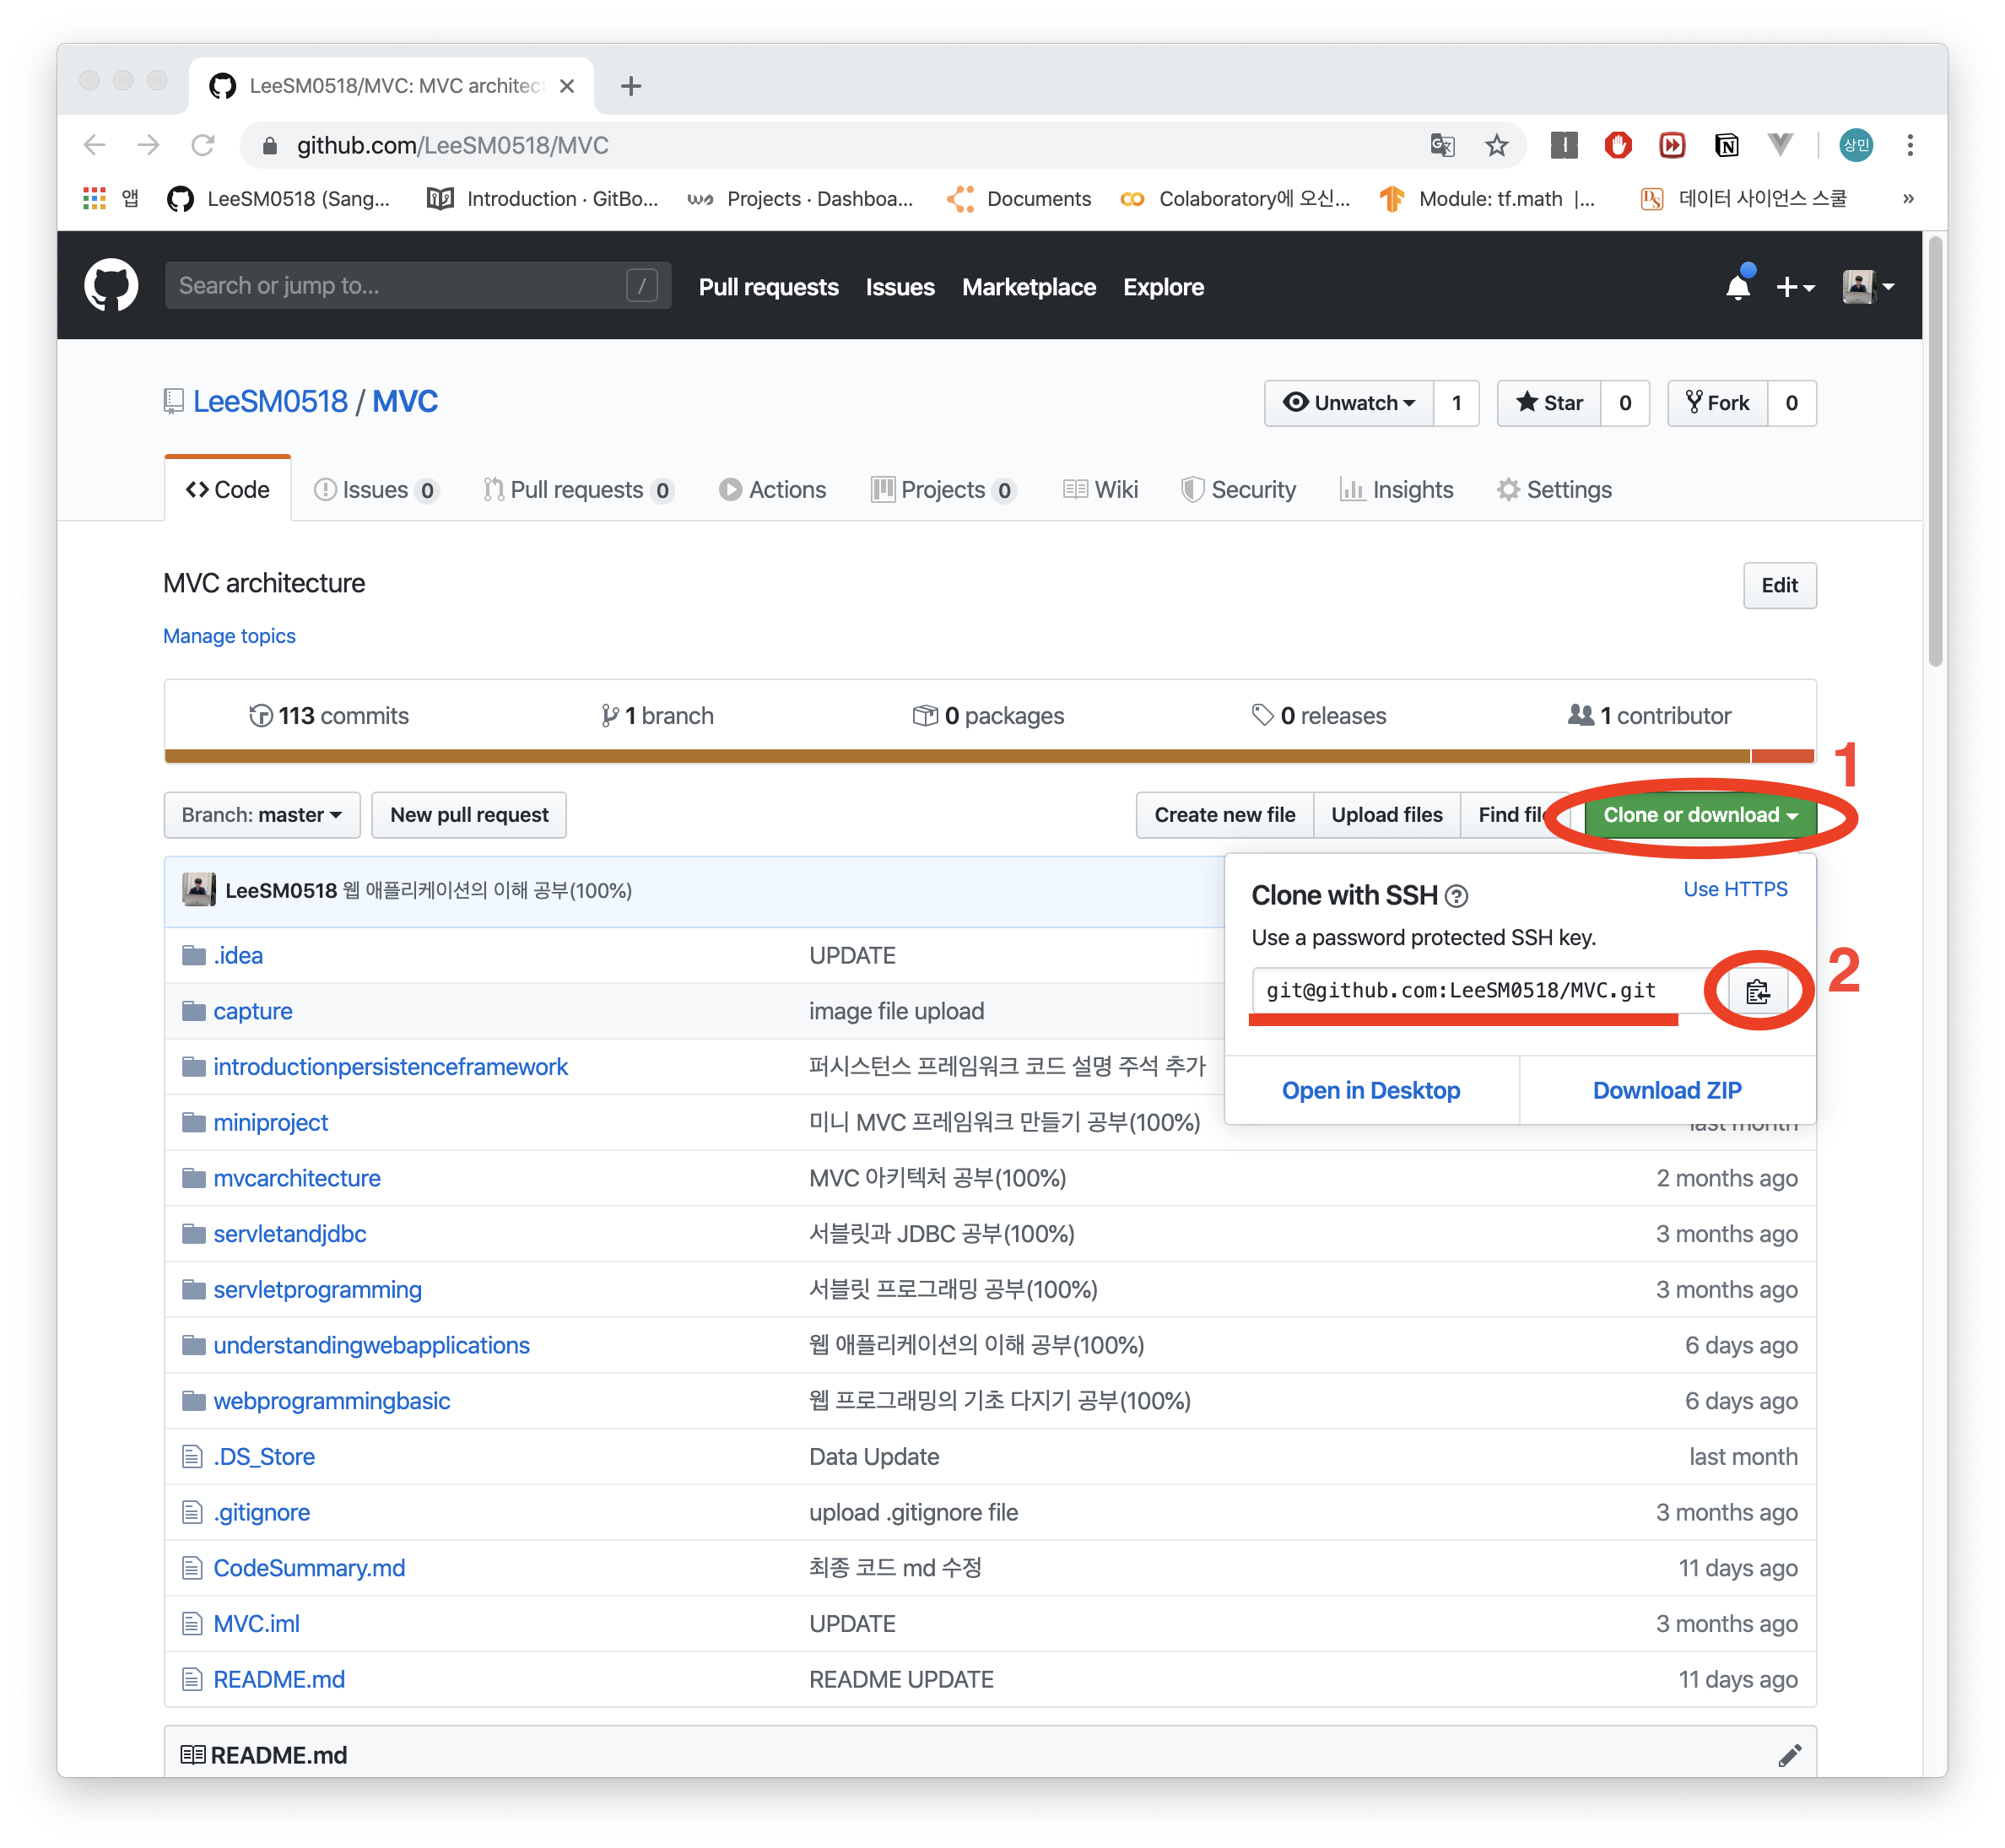 LeeSM0518/MVC: MVC architect
github.com/LeeSM0518/MVC
상민
앱 LeeSM0518 (Sang... Introduction · GitBo... Projects · Dashboa... Documents Colaboratory에 오신... Module: tf.math |... 데이터 사이언스 스쿨 »
Search or jump to... / Pull requests Issues Marketplace Explore
LeeSM0518 / MVC Unwatch 1 Star 0 Fork 0
Code Issues 0 Pull requests 0 Actions Projects 0 Wiki Security Insights Settings
MVC architecture Edit
Manage topics
113 commits 1 branch 0 packages 0 releases 1 contributor
1
Branch: master New pull request Create new file Upload files Find file Clone or download
LeeSM0518 웹 애플리케이션의 이해 공부(100%)
Clone with SSH ? Use HTTPS
Use a password protected SSH key.
git@github.com:LeeSM0518/MVC.git
2
Open in Desktop Download ZIP
.idea UPDATE
capture image file upload
introductionpersistenceframework 퍼시스턴스 프레임워크 코드 설명 주석 추가
miniproject 미니 MVC 프레임워크 만들기 공부(100%) last month
mvcarchitecture MVC 아키텍처 공부(100%) 2 months ago
servletandjdbc 서블릿과 JDBC 공부(100%) 3 months ago
servletprogramming 서블릿 프로그래밍 공부(100%) 3 months ago
understandingwebapplications 웹 애플리케이션의 이해 공부(100%) 6 days ago
webprogrammingbasic 웹 프로그래밍의 기초 다지기 공부(100%) 6 days ago
.DS_Store Data Update last month
.gitignore upload .gitignore file 3 months ago
CodeSummary.md 최종 코드 md 수정 11 days ago
MVC.iml UPDATE 3 months ago
README.md README UPDATE 11 days ago
README.md